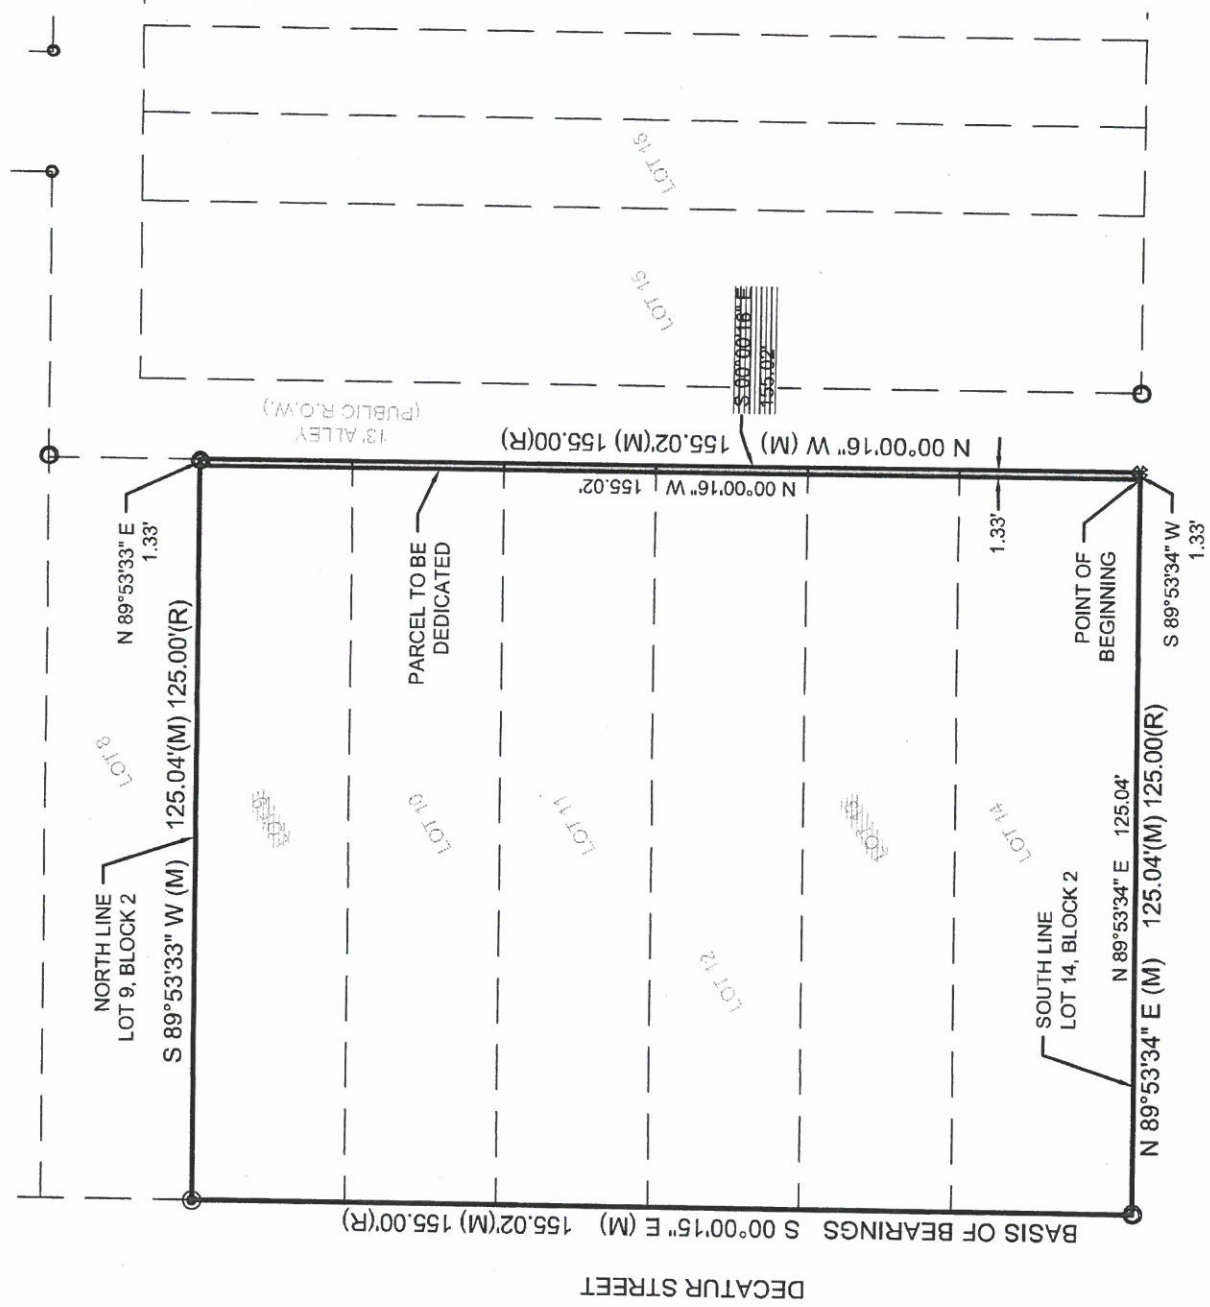 N 89°53'33" E
1.33'
NORTH LINE
LOT 9, BLOCK 2
S 89°53'33" W (M) 125.04'(M) 125.00'(R)
LOT 8
LOT 9
LOT 10
LOT 11
LOT 12
LOT 13
LOT 14
LOT 15
LOT 16
13' ALLEY
(PUBLIC R.O.W.)
PARCEL TO BE
DEDICATED
N 00°00'16" W (M) 155.02'(M) 155.00(R)
N 00°00'16" W 155.02'
S 00°00'16" E
155.02'
1.33'
POINT OF
BEGINNING
S 89°53'34" W
1.33'
SOUTH LINE
LOT 14, BLOCK 2
N 89°53'34" E 125.04'
N 89°53'34" E (M) 125.04'(M) 125.00(R)
BASIS OF BEARINGS S 00°00'15" E (M) 155.02'(M) 155.00'(R)
DECATUR STREET